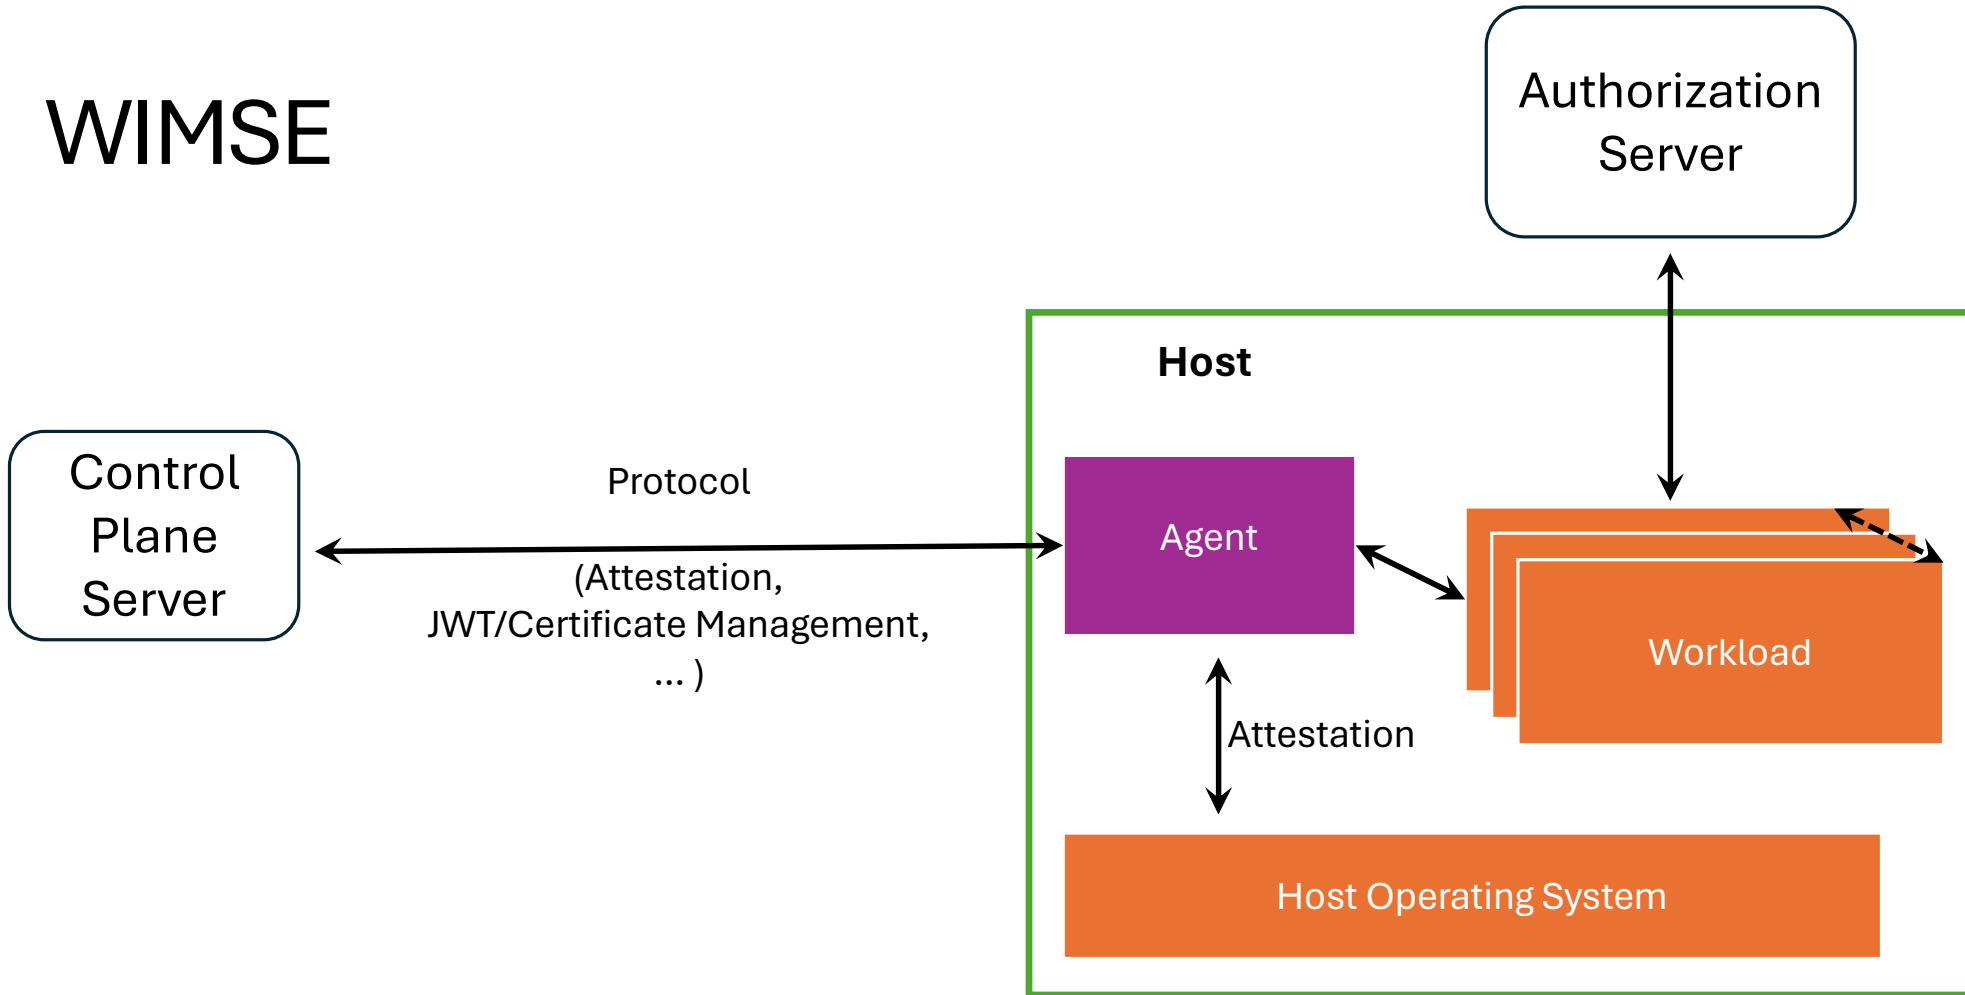 WIMSE
Authorization
Server
Host
Control
Plane
Server
Protocol
(Attestation,
JWT/Certificate Management,
... )
Agent
Workload
Attestation
Host Operating System